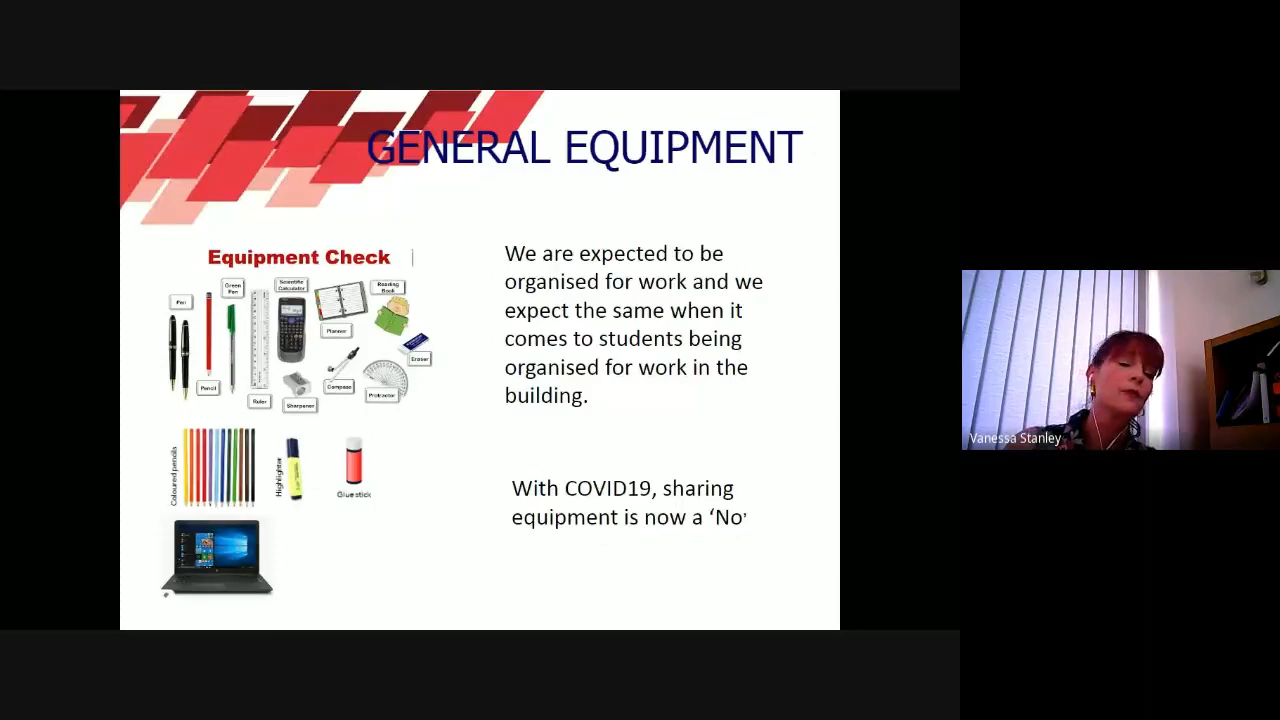 GENERAL EQUIPMENT
Equipment Check
Pen
Pencil
Green
Pen
Ruler
Scientific
Calculator
Sharpener
Planner
Compass
Reading
Book
Eraser
Protractor
Coloured pencils
Highlighter
Glue stick
We are expected to be
organised for work and we
expect the same when it
comes to students being
organised for work in the
building.
With COVID19, sharing
equipment is now a ‘No’
Vanessa Stanley